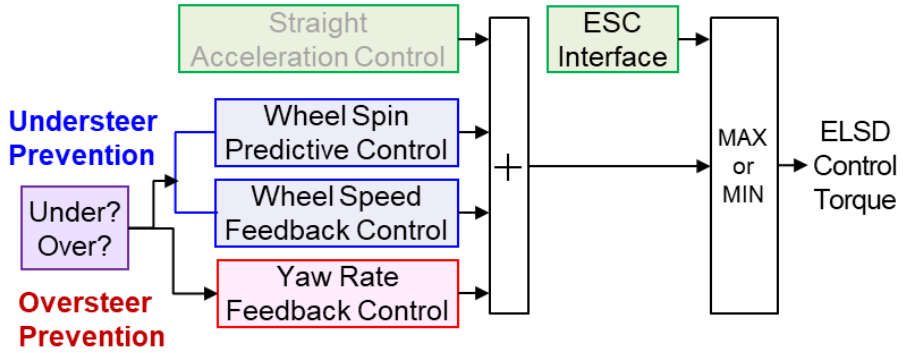 Straight
Acceleration Control
ESC
Interface
Understeer
Prevention
Wheel Spin
Predictive Control
Wheel Speed
Feedback Control
Under?
Over?
Yaw Rate
Feedback Control
Oversteer
Prevention
+
MAX
or
MIN
ELSD
Control
Torque